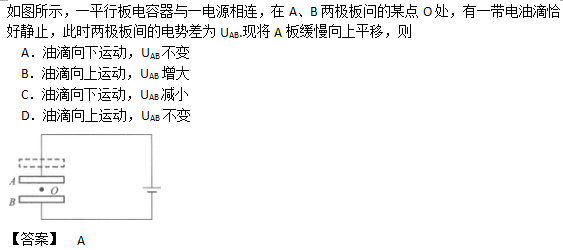 如图所示，一平行板电容器与一电源相连，在 A、B 两极板间的某点 O 处，有一带电油滴恰
好静止，此时两极板间的电势差为 UAB.现将 A 板缓慢向上平移，则
A．油滴向下运动，UAB 不变
B．油滴向上运动，UAB 增大
C．油滴向下运动，UAB 减小
D．油滴向上运动，UAB 不变
A
O
B
【答案】 A